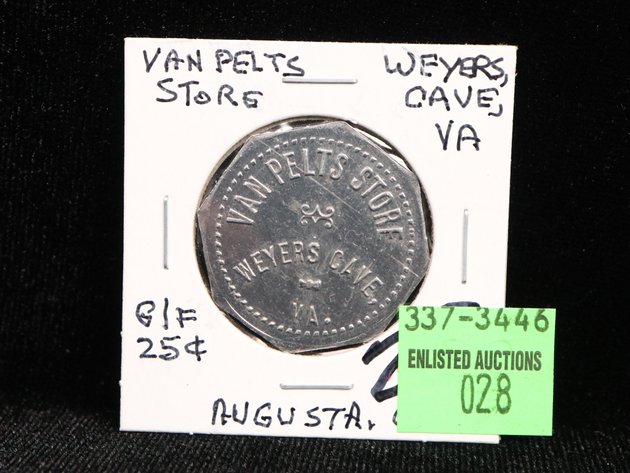 VAN PELTS
STORE
WEYERS,
CAVE,
VA
VAN PELTS STORE
WEYERS CAVE,
VA.
G/F
25¢
AUGUSTA,
337-3446
ENLISTED AUCTIONS
028